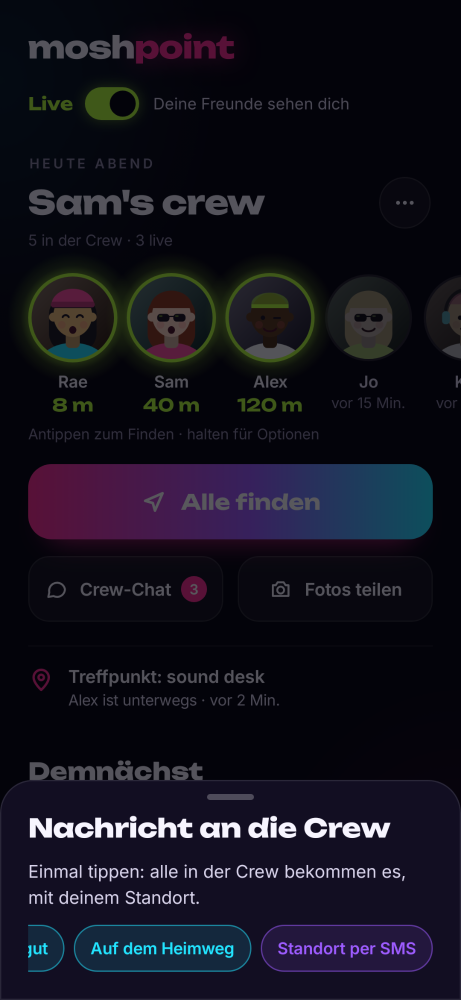 moshpoint
Live Deine Freunde sehen dich
HEUTE ABEND
Sam's crew
5 in der Crew · 3 live
Rae Sam Alex Jo
8 m 40 m 120 m vor 15 Min. vor
Antippen zum Finden · halten für Optionen
Alle finden
Crew-Chat 3 Fotos teilen
Treffpunkt: sound desk
Alex ist unterwegs · vor 2 Min.
Demnächst
Nachricht an die Crew
Einmal tippen: alle in der Crew bekommen es,
mit deinem Standort.
gut Auf dem Heimweg Standort per SMS